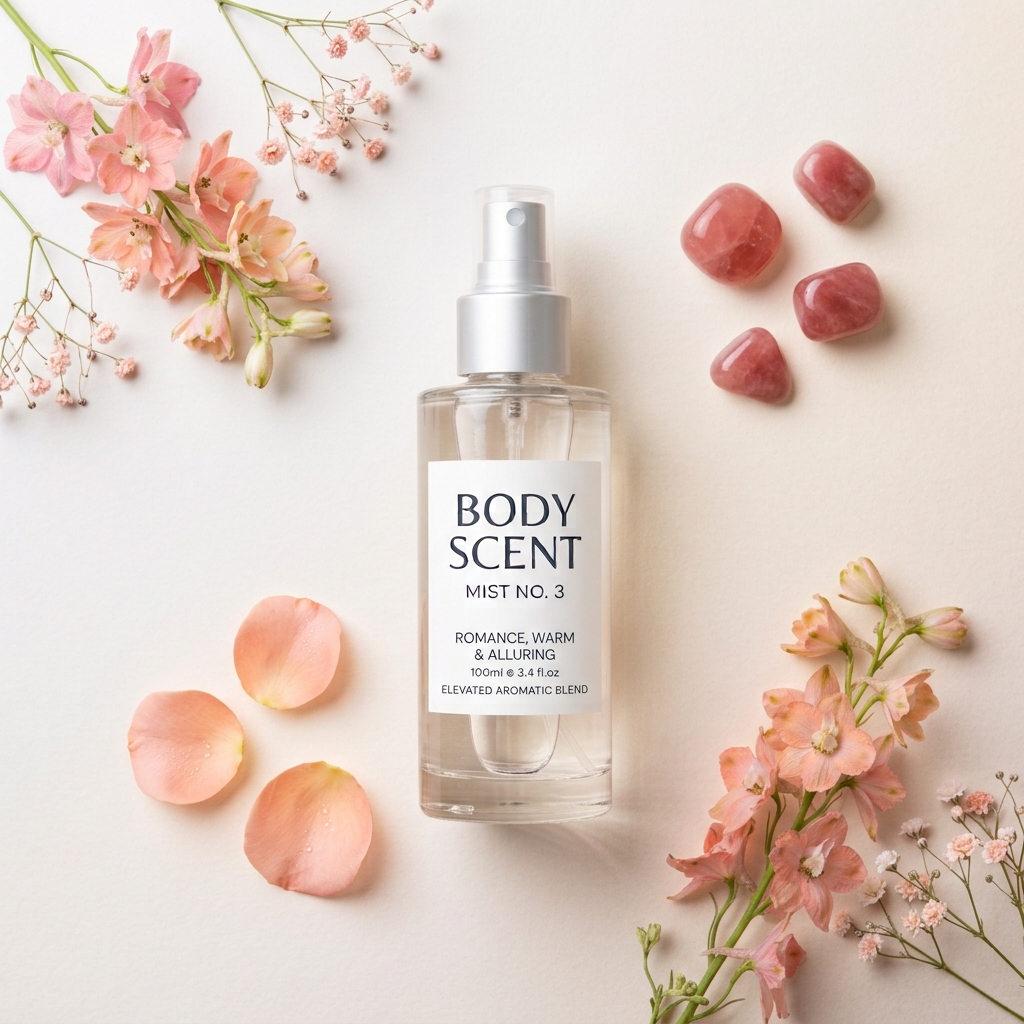 BODY
SCENT
MIST NO. 3
ROMANCE, WARM
& ALLURING
100ml e 3.4 fl.oz
ELEVATED AROMATIC BLEND